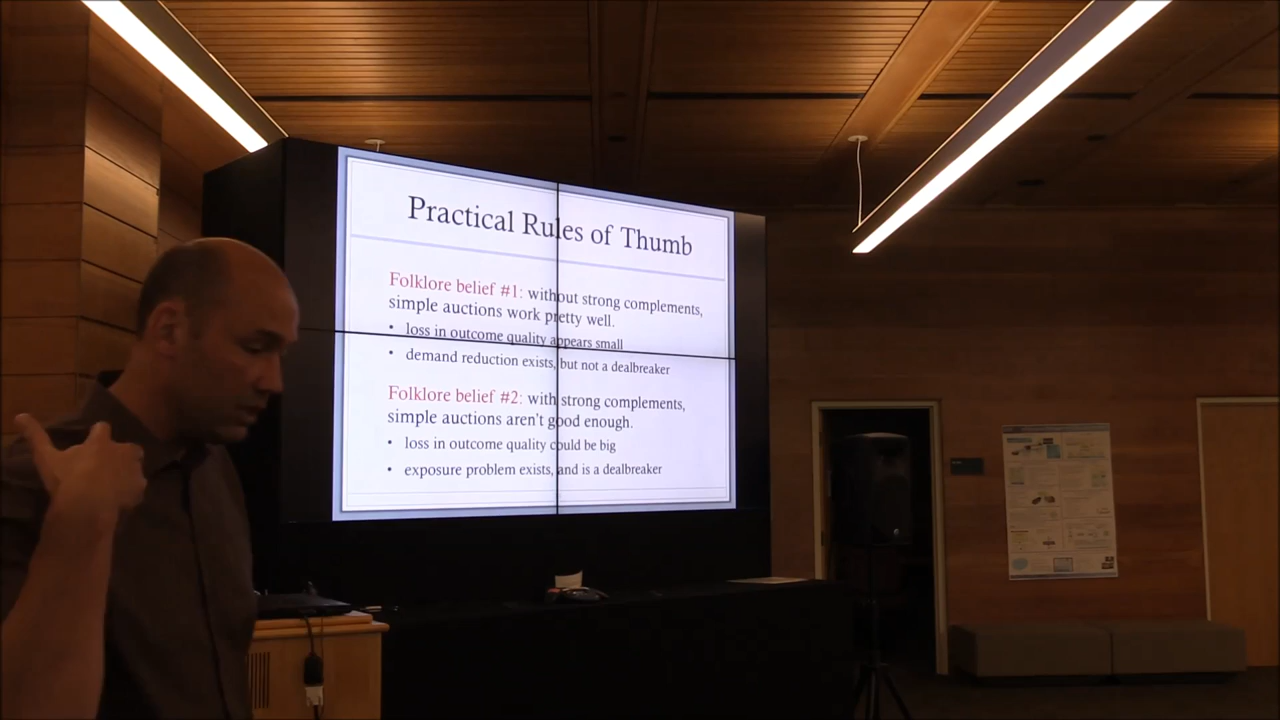 Practical Rules of Thumb
Folklore belief #1: without strong complements,
simple auctions work pretty well.
• loss in outcome quality appears small
• demand reduction exists, but not a dealbreaker
Folklore belief #2: with strong complements,
simple auctions aren't good enough.
• loss in outcome quality could be big
• exposure problem exists, and is a dealbreaker